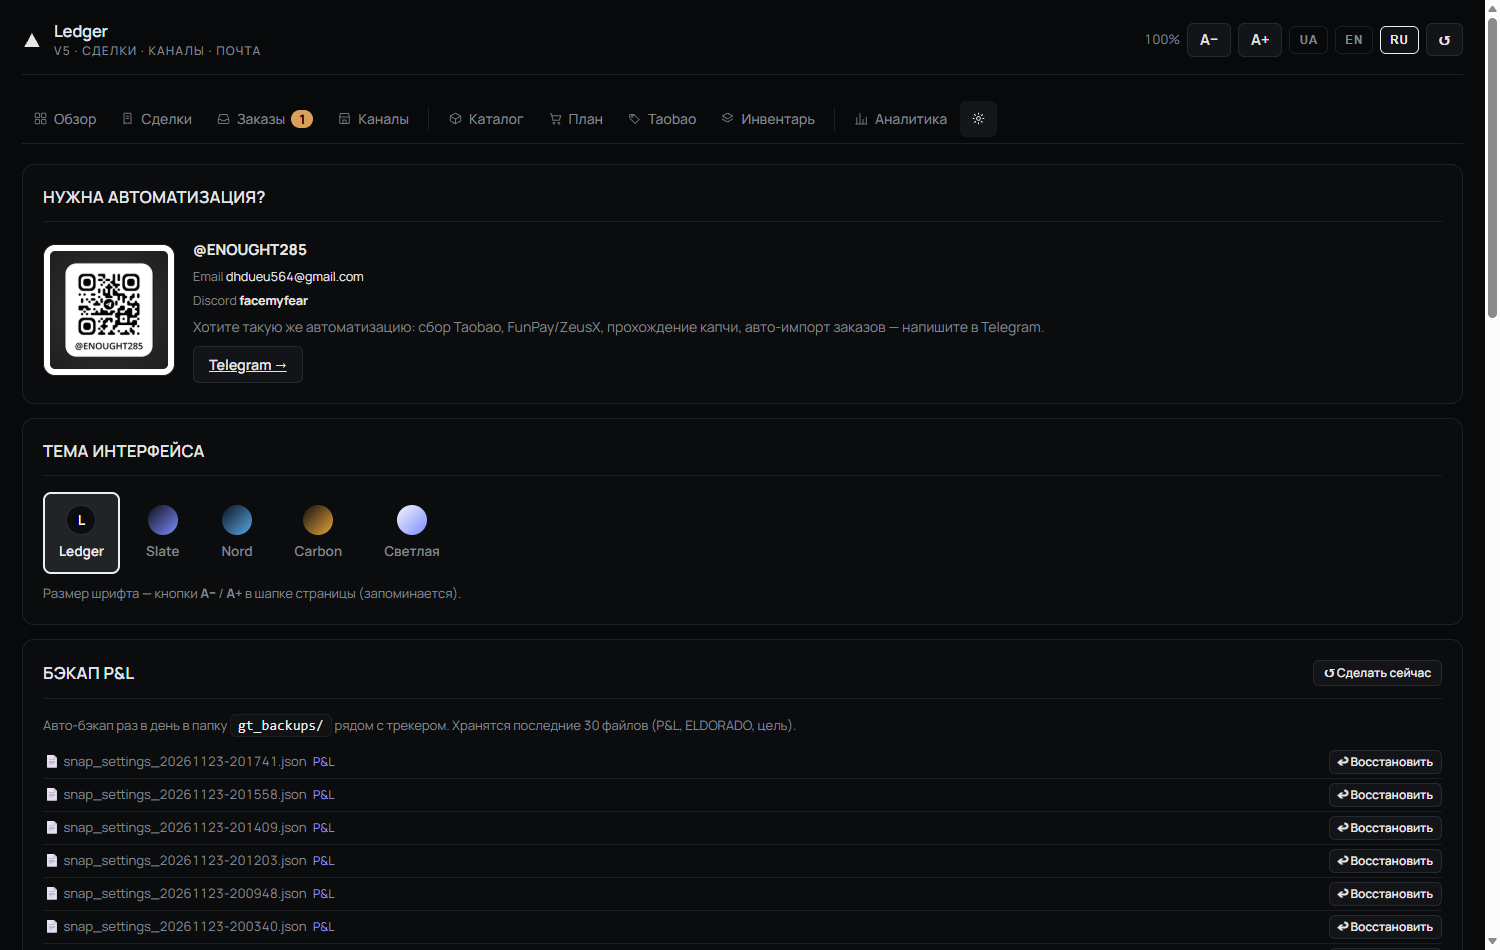 Ledger
V5 · СДЕЛКИ · КАНАЛЫ · ПОЧТА
100% A− A+ UA EN RU ↺
Обзор Сделки Заказы 1 Каналы Каталог План Taobao Инвентарь Аналитика
НУЖНА АВТОМАТИЗАЦИЯ?
@ENOUGHT285
@ENOUGHT285
Email dhdueu564@gmail.com
Discord facemyfear
Хотите такую же автоматизацию: сбор Taobao, FunPay/ZeusX, прохождение капчи, авто-импорт заказов — напишите в Telegram.
Telegram →
ТЕМА ИНТЕРФЕЙСА
L
Ledger Slate Nord Carbon Светлая
Размер шрифта — кнопки A− / A+ в шапке страницы (запоминается).
БЭКАП P&L
↺ Сделать сейчас
Авто-бэкап раз в день в папку gt_backups/ рядом с трекером. Хранятся последние 30 файлов (P&L, ELDORADO, цель).
snap_settings_20261123-201741.json P&L ↩ Восстановить
snap_settings_20261123-201558.json P&L ↩ Восстановить
snap_settings_20261123-201409.json P&L ↩ Восстановить
snap_settings_20261123-201203.json P&L ↩ Восстановить
snap_settings_20261123-200948.json P&L ↩ Восстановить
snap_settings_20261123-200340.json P&L ↩ Восстановить